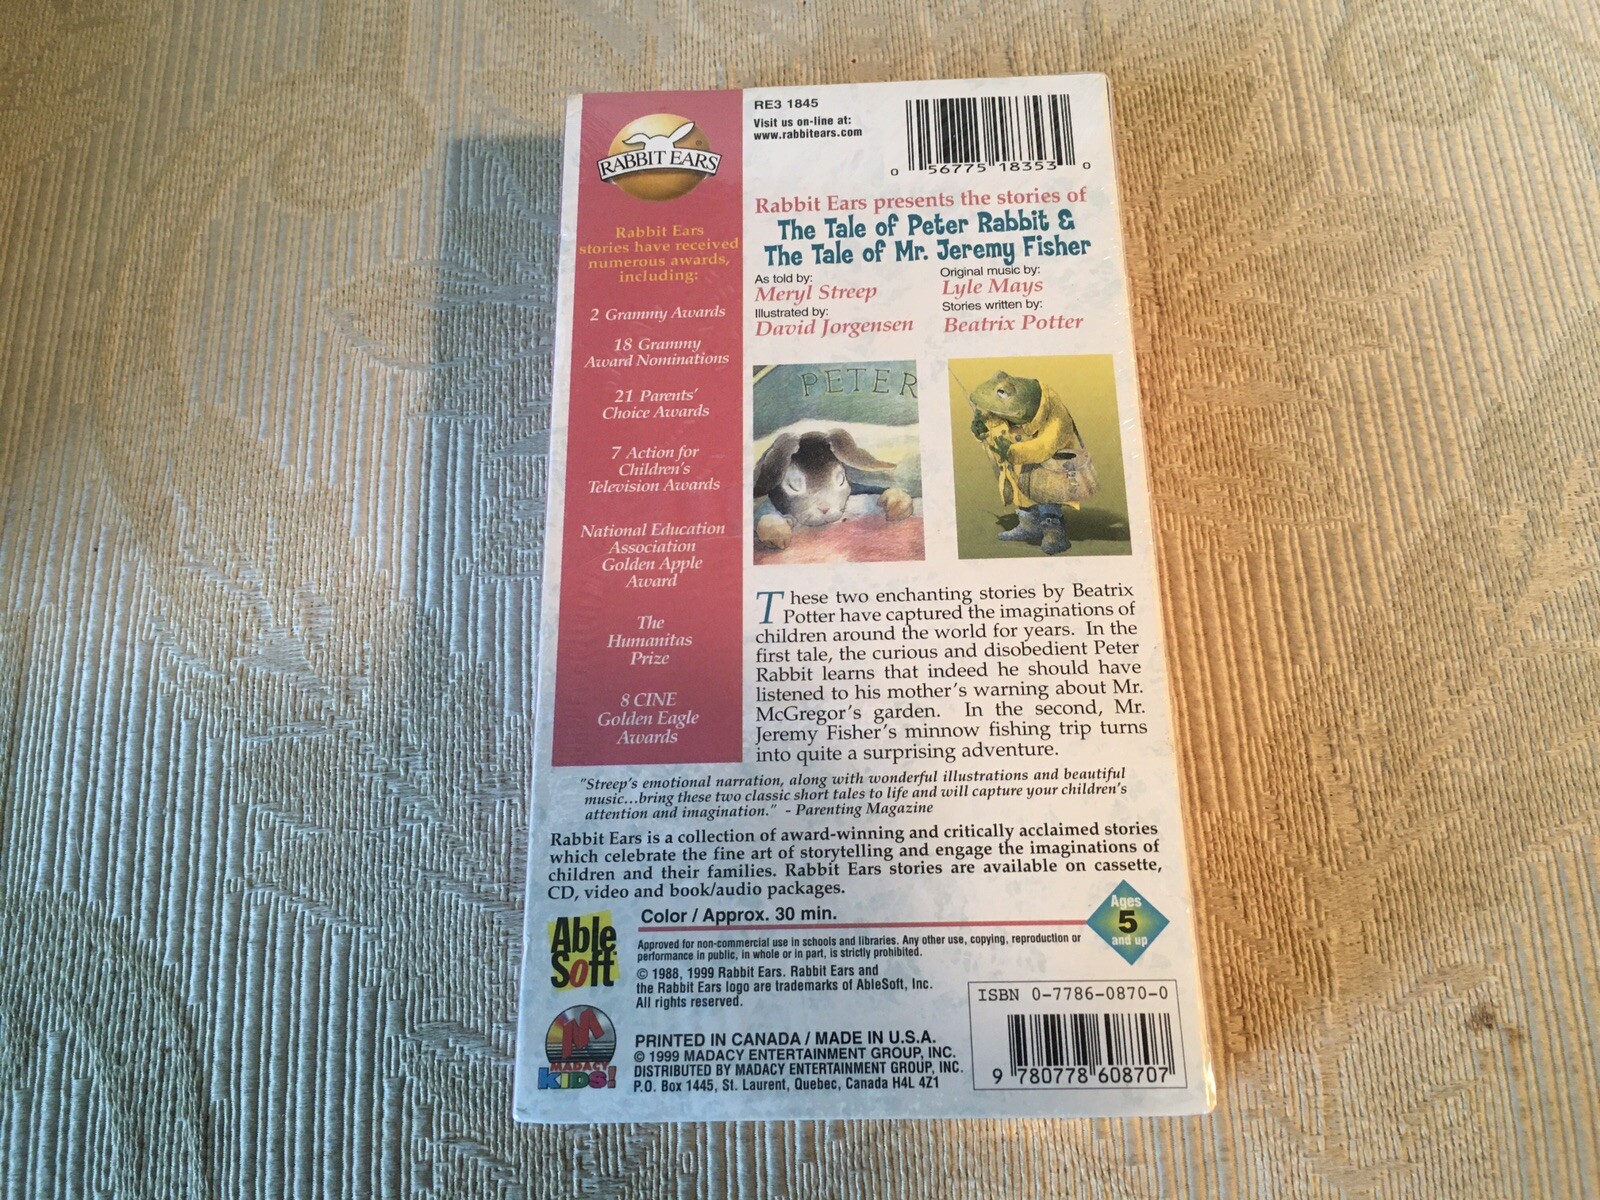 RABBIT EARS
Rabbit Ears
stories have received
numerous awards,
including:
2 Grammy Awards
18 Grammy
Award Nominations
21 Parents'
Choice Awards
7 Action for
Children's
Television Awards
National Education
Association
Golden Apple
Award
The
Humanitas
Prize
8 CINE
Golden Eagle
Awards
RE3 1845
Visit us on-line at:
www.rabbitears.com
0 56775 18353 0
Rabbit Ears presents the stories of
The Tale of Peter Rabbit &
The Tale of Mr. Jeremy Fisher
As told by:
Meryl Streep
Illustrated by:
David Jorgensen
Original music by:
Lyle Mays
Stories written by:
Beatrix Potter
PETER
These two enchanting stories by Beatrix
Potter have captured the imaginations of
children around the world for years. In the
first tale, the curious and disobedient Peter
Rabbit learns that indeed he should have
listened to his mother's warning about Mr.
McGregor's garden. In the second, Mr.
Jeremy Fisher's minnow fishing trip turns
into quite a surprising adventure.
"Streep's emotional narration, along with wonderful illustrations and beautiful
music...bring these two classic short tales to life and will capture your children's
attention and imagination." - Parenting Magazine
Rabbit Ears is a collection of award-winning and critically acclaimed stories
which celebrate the fine art of storytelling and engage the imaginations of
children and their families. Rabbit Ears stories are available on cassette,
CD, video and book/audio packages.
Able
Soft
Color / Approx. 30 min.
Ages
5
and up
Approved for non-commercial use in schools and libraries. Any other use, copying, reproduction or
performance in public, in whole or in part, is strictly prohibited.
© 1988, 1999 Rabbit Ears. Rabbit Ears and
the Rabbit Ears logo are trademarks of AbleSoft, Inc.
All rights reserved.
M
MADACY
KIDS!
PRINTED IN CANADA / MADE IN U.S.A.
© 1999 MADACY ENTERTAINMENT GROUP, INC.
DISTRIBUTED BY MADACY ENTERTAINMENT GROUP, INC.
P.O. Box 1445, St. Laurent, Quebec, Canada H4L 4Z1
ISBN 0-7786-0870-0
9 780778 608707